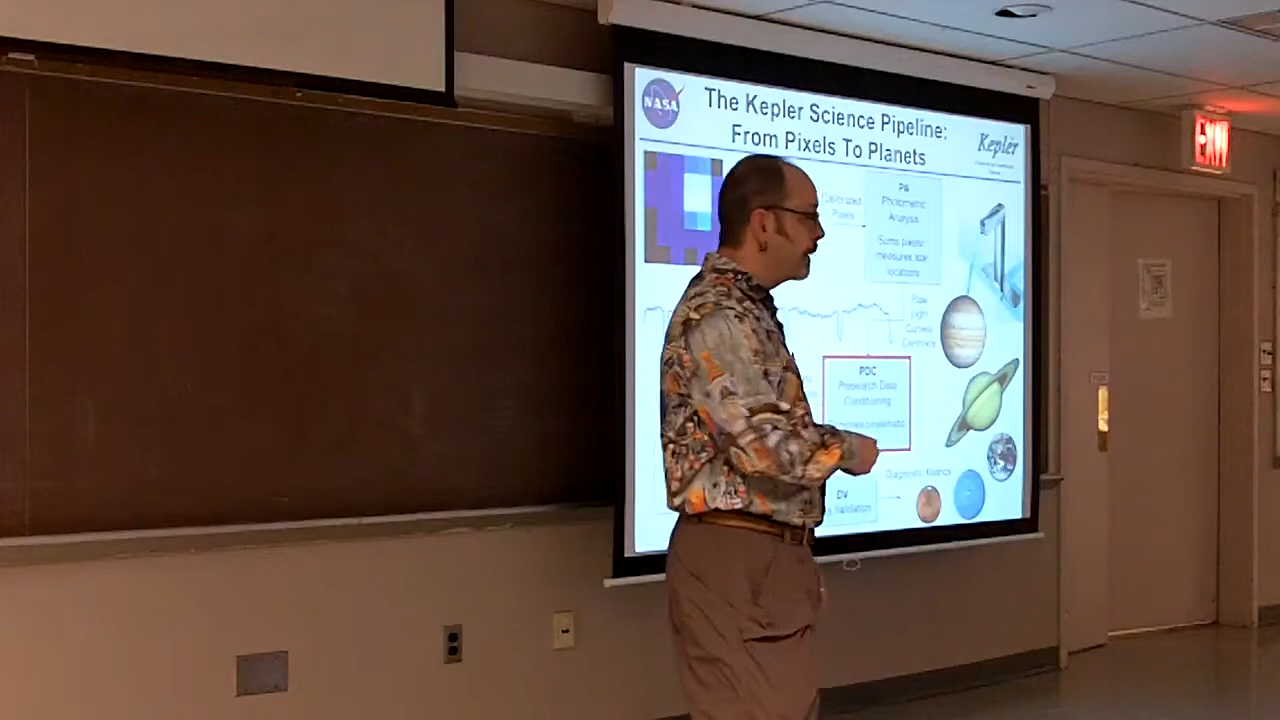 NASA
The Kepler Science Pipeline:
From Pixels To Planets
Kepler
Calibrated
Pixels
PA
Photometric
Analysis
Sums pixels/
measures star
locations
Raw
Light
Curves/
Centroids
PDC
Presearch Data
Conditioning
Diagnostic Metrics
DV
Validation